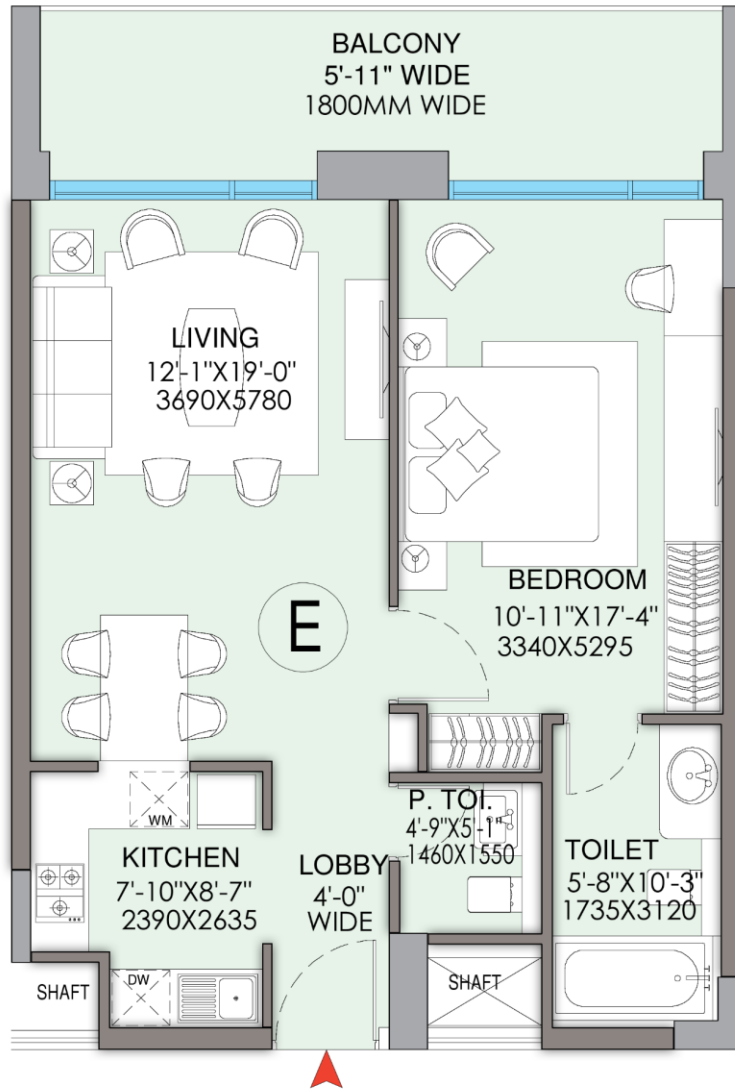 BALCONY
5'-11" WIDE
1800MM WIDE
LIVING
12'-1"X19'-0"
3690X5780
BEDROOM
10'-11"X17'-4"
3340X5295
E
WM
KITCHEN
7'-10"X8'-7"
2390X2635
LOBBY
4'-0"
WIDE
P. TOI.
4'-9"X5'-1"
1460X1550
TOILET
5'-8"X10'-3"
1735X3120
SHAFT
DW
SHAFT